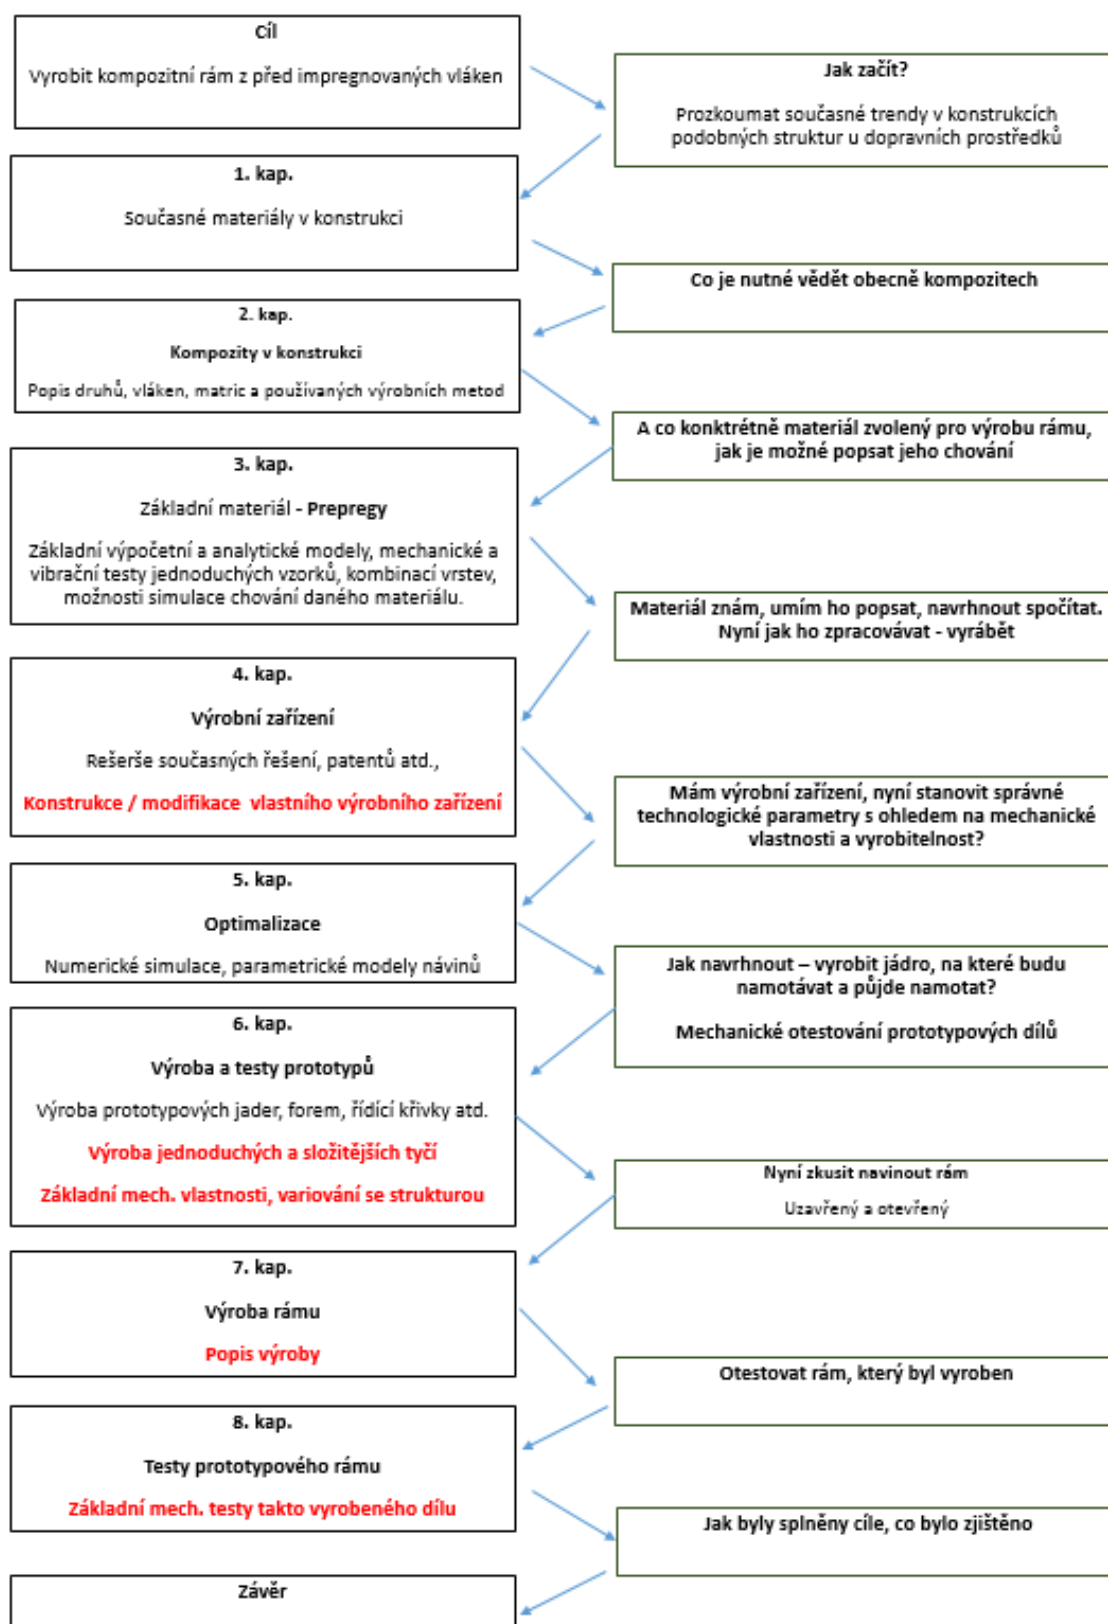 Cíl
Vyrobit kompozitní rám z před impregnovaných vláken
Jak začít?
Prozkoumat současné trendy v konstrukcích
podobných struktur u dopravních prostředků
1. kap.
Současné materiály v konstrukci
Co je nutné vědět obecně kompozitech
2. kap.
Kompozity v konstrukci
Popis druhů, vláken, matric a používaných výrobních metod
A co konktrétně materiál zvolený pro výrobu rámu,
jak je možné popsat jeho chování
3. kap.
Základní materiál - Prepregy
Základní výpočetní a analytické modely, mechanické a
vibrační testy jednoduchých vzorků, kombinací vrstev,
možnosti simulace chování daného materiálu.
Materiál znám, umím ho popsat, navrhnout spočítat.
Nyní jak ho zpracovávat - vyrábět
4. kap.
Výrobní zařízení
Rešerše současných řešení, patentů atd.,
Konstrukce / modifikace vlastního výrobního zařízení
Mám výrobní zařízení, nyní stanovit správné
technologické parametry s ohledem na mechanické
vlastnosti a vyrobitelnost?
5. kap.
Optimalizace
Numerické simulace, parametrické modely návinů
Jak navrhnout – vyrobit jádro, na které budu
namotávat a půjde namotat?
Mechanické otestování prototypových dílů
6. kap.
Výroba a testy prototypů
Výroba prototypových jader, forem, řídící křivky atd.
Výroba jednoduchých a složitějších tyčí
Základní mech. vlastnosti, variování se strukturou
Nyní zkusit navinout rám
Uzavřený a otevřený
7. kap.
Výroba rámu
Popis výroby
Otestovat rám, který byl vyroben
8. kap.
Testy prototypového rámu
Základní mech. testy takto vyrobeného dílu
Jak byly splněny cíle, co bylo zjištěno
Závěr